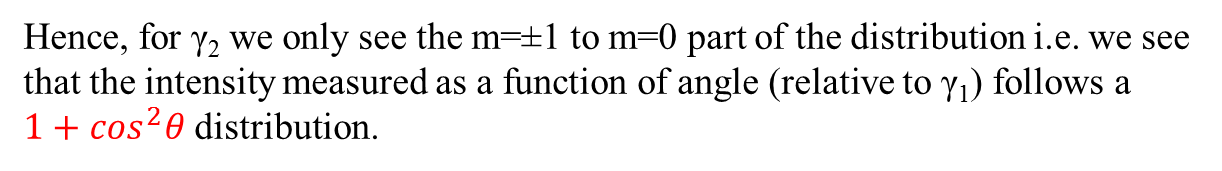 Hence, for γ₂ we only see the m=±1 to m=0 part of the distribution i.e. we see
that the intensity measured as a function of angle (relative to γ₁) follows a
1 + cos²θ distribution.